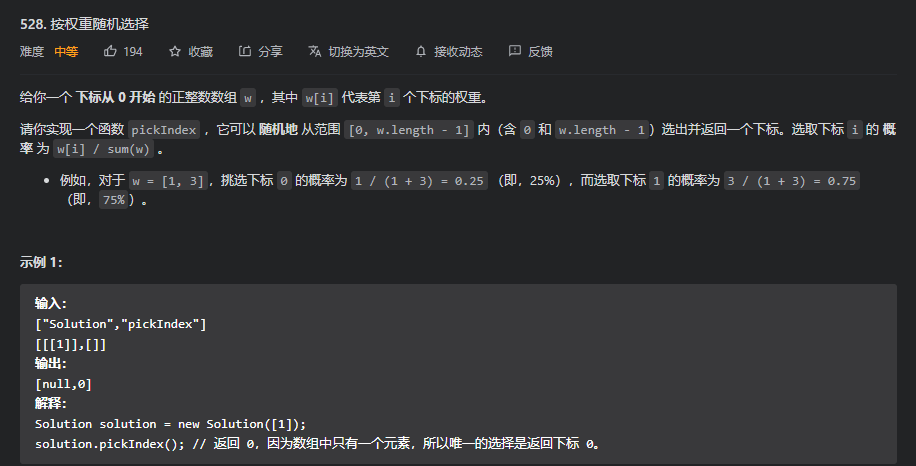 528. 按权重随机选择
难度 中等 194 收藏 分享 切换为英文 接收动态 反馈
给你一个 下标从 0 开始 的正整数数组 w ，其中 w[i] 代表第 i 个下标的权重。
请你实现一个函数 pickIndex ，它可以 随机地 从范围 [0, w.length - 1] 内（含 0 和 w.length - 1）选出并返回一个下标。选取下标 i 的 概
率 为 w[i] / sum(w) 。
• 例如，对于 w = [1, 3]，挑选下标 0 的概率为 1 / (1 + 3) = 0.25 （即，25%），而选取下标 1 的概率为 3 / (1 + 3) = 0.75
（即，75%）。
示例 1：
输入：
["Solution","pickIndex"]
[[[1]],[]]
输出：
[null,0]
解释：
Solution solution = new Solution([1]);
solution.pickIndex(); // 返回 0，因为数组中只有一个元素，所以唯一的选择是返回下标 0。